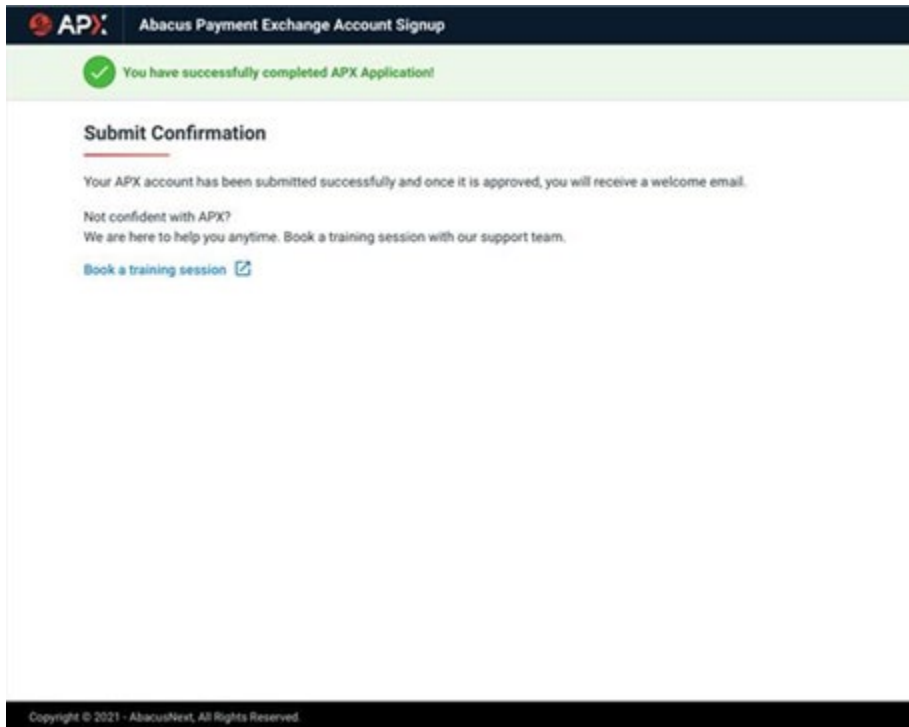 APX Abacus Payment Exchange Account Signup
You have successfully completed APX Application!
Submit Confirmation
Your APX account has been submitted successfully and once it is approved, you will receive a welcome email.
Not confident with APX?
We are here to help you anytime. Book a training session with our support team.
Book a training session
Copyright © 2021 - AbacusNext, All Rights Reserved.